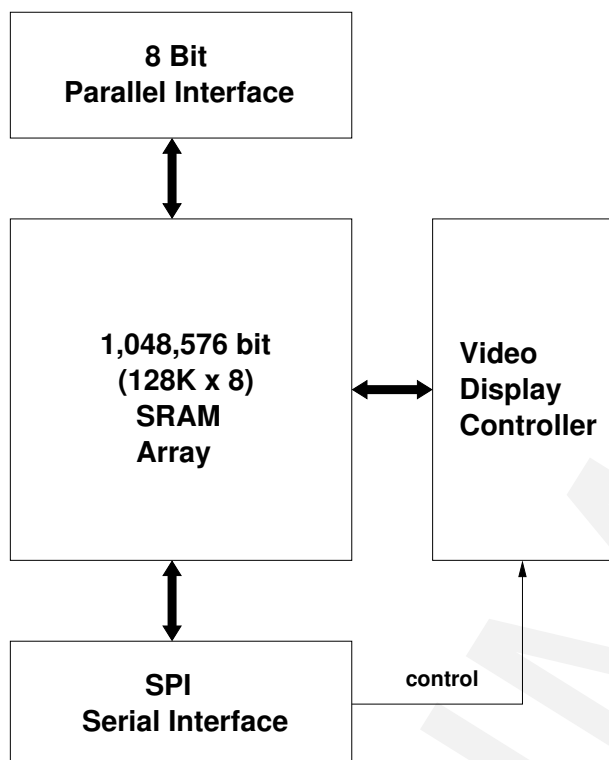 8 Bit
Parallel Interface
1,048,576 bit
(128K x 8)
SRAM
Array
Video
Display
Controller
SPI
Serial Interface
control